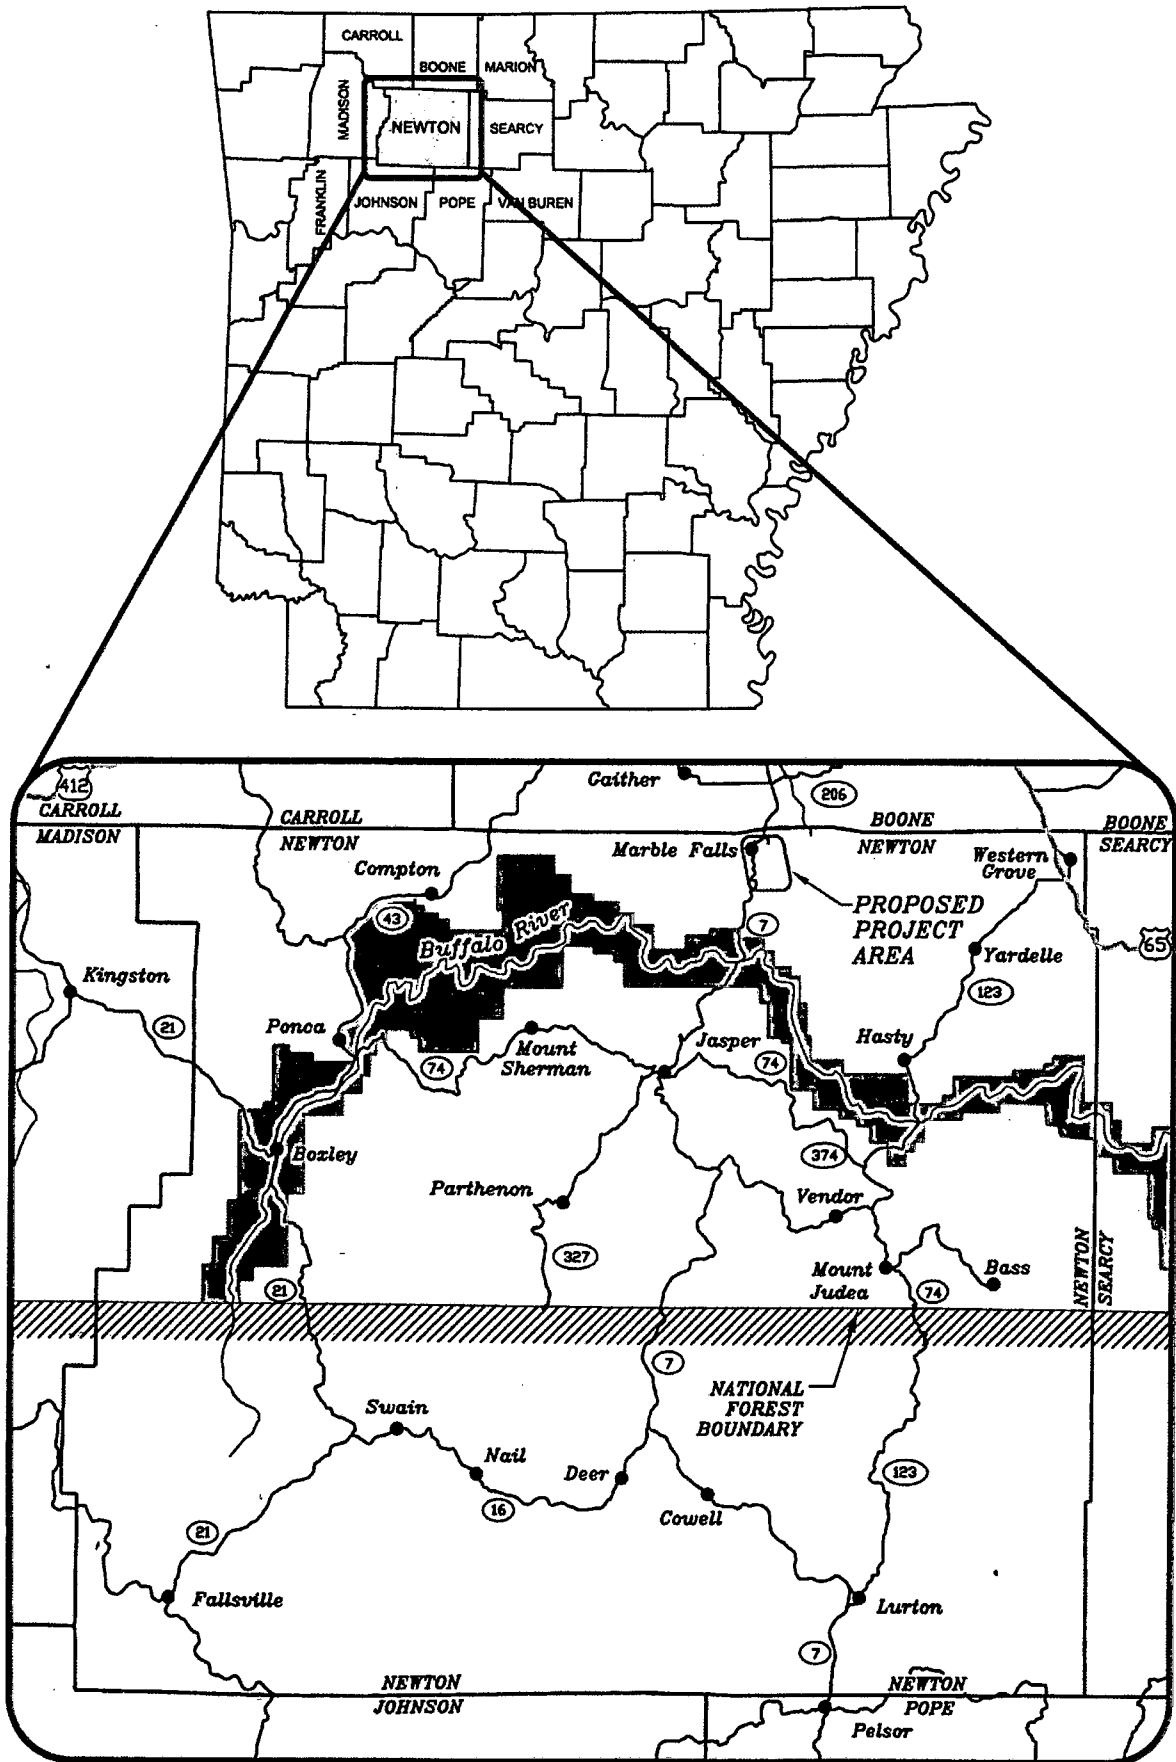 CARROLL
BOONE
MARION
MADISON
NEWTON
SEARCY
FRANKLIN
JOHNSON
POPE
VAN BUREN
412
Gaither
206
CARROLL
MADISON
CARROLL
NEWTON
BOONE
NEWTON
BOONE
SEARCY
Marble Falls
Western
Grove
Compton
43
PROPOSED
PROJECT
AREA
7
Buffalo River
65
Yardelle
Kingston
123
21
Ponca
Mount
Sherman
Jasper
Hasty
74
74
Boxley
374
Parthenon
Vendor
327
Mount
Judea
Bass
NEWTON
SEARCY
21
74
7
NATIONAL
FOREST
BOUNDARY
Swain
Nail
Deer
123
16
Cowell
21
Fallsville
Lurton
7
NEWTON
JOHNSON
NEWTON
POPE
Pelsor